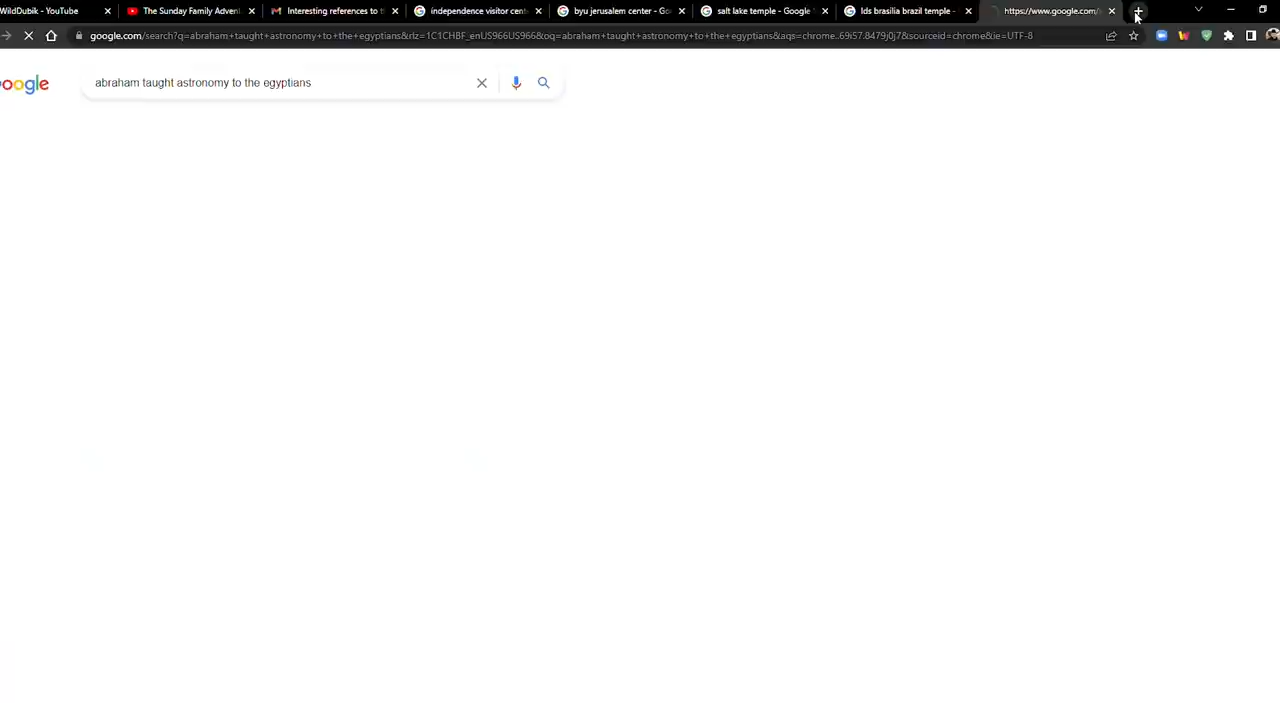 WildDubik - YouTube
The Sunday Family Adven
Interesting references to t
independence visitor cent
byu jerusalem center - Go
salt lake temple - Google
lds brasilia brazil temple -
https://www.google.com/
google.com/search?q=abraham+taught+astronomy+to+the+egyptians&rlz=1C1CHBF_enUS966US966&oq=abraham+taught+astronomy+to+the+egyptians&aqs=chrome..69i57.8479j0j7&sourceid=chrome&ie=UTF-8
oogle
abraham taught astronomy to the egyptians